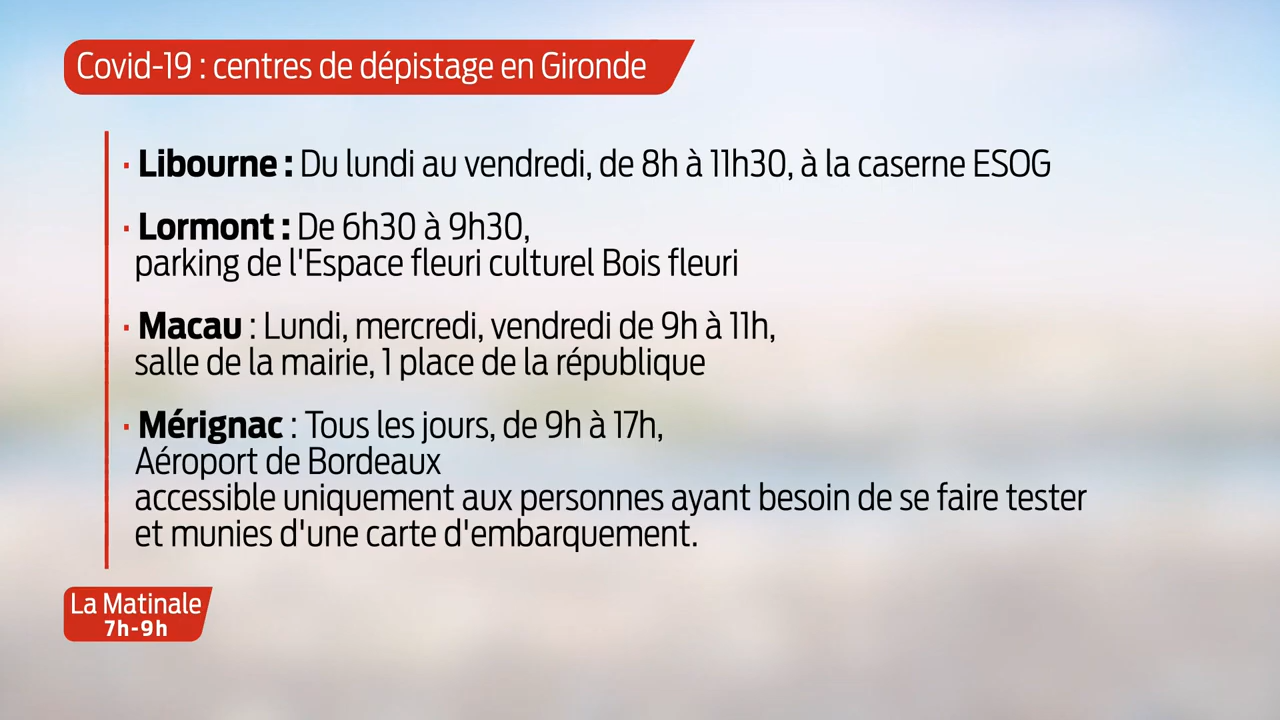 Covid-19 : centres de dépistage en Gironde
· Libourne : Du lundi au vendredi, de 8h à 11h30, à la caserne ESOG
· Lormont : De 6h30 à 9h30,
parking de l'Espace fleuri culturel Bois fleuri
· Macau : Lundi, mercredi, vendredi de 9h à 11h,
salle de la mairie, 1 place de la république
· Mérignac : Tous les jours, de 9h à 17h,
Aéroport de Bordeaux
accessible uniquement aux personnes ayant besoin de se faire tester
et munies d'une carte d'embarquement.
La Matinale
7h-9h